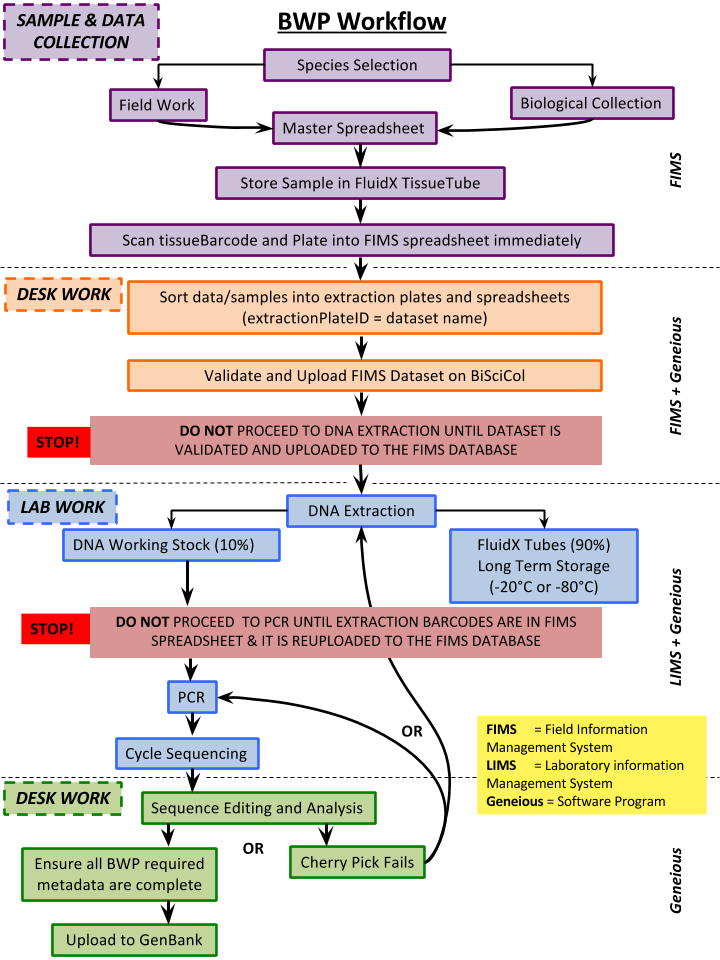 SAMPLE & DATA
COLLECTION
BWP Workflow
Species Selection
Field Work
Biological Collection
Master Spreadsheet
Store Sample in FluidX TissueTube
Scan tissueBarcode and Plate into FIMS spreadsheet immediately
FIMS
DESK WORK
Sort data/samples into extraction plates and spreadsheets
(extractionPlateID = dataset name)
Validate and Upload FIMS Dataset on BiSciCol
STOP!
DO NOT PROCEED TO DNA EXTRACTION UNTIL DATASET IS
VALIDATED AND UPLOADED TO THE FIMS DATABASE
FIMS + Geneious
LAB WORK
DNA Extraction
DNA Working Stock (10%)
FluidX Tubes (90%)
Long Term Storage
(-20°C or -80°C)
STOP!
DO NOT PROCEED TO PCR UNTIL EXTRACTION BARCODES ARE IN FIMS
SPREADSHEET & IT IS REUPLOADED TO THE FIMS DATABASE
PCR
OR
Cycle Sequencing
LIMS + Geneious
FIMS = Field Information
Management System
LIMS = Laboratory information
Management System
Geneious = Software Program
DESK WORK
Sequence Editing and Analysis
OR
Ensure all BWP required
metadata are complete
Cherry Pick Fails
Upload to GenBank
Geneious